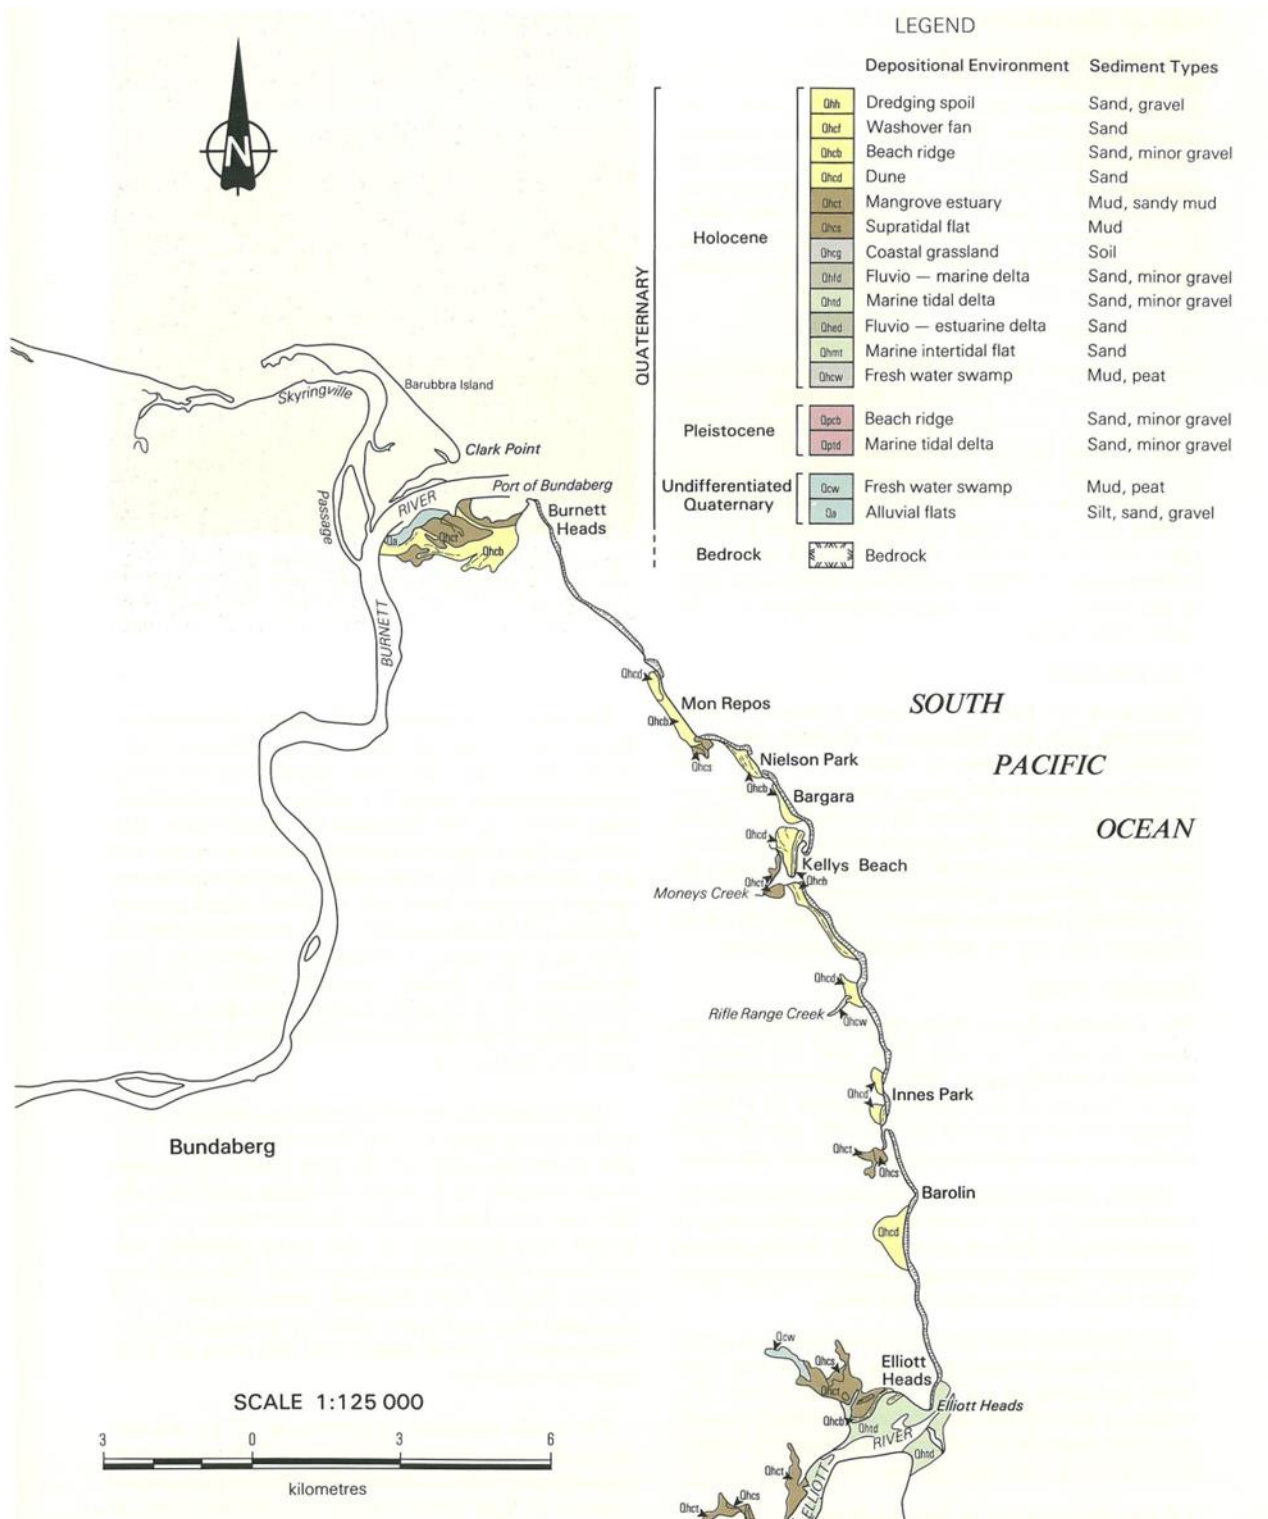 LEGEND
Depositional Environment Sediment Types
QUATERNARY
Holocene
Qhh Dredging spoil Sand, gravel
Qhcf Washover fan Sand
Qhcb Beach ridge Sand, minor gravel
Qhcd Dune Sand
Qhct Mangrove estuary Mud, sandy mud
Qhcs Supratidal flat Mud
Qhcg Coastal grassland Soil
Qhfd Fluvio — marine delta Sand, minor gravel
Qhtd Marine tidal delta Sand, minor gravel
Qhed Fluvio — estuarine delta Sand
Qhmt Marine intertidal flat Sand
Qhcw Fresh water swamp Mud, peat
Pleistocene
Qpcb Beach ridge Sand, minor gravel
Qptd Marine tidal delta Sand, minor gravel
Undifferentiated
Quaternary
Qcw Fresh water swamp Mud, peat
Qa Alluvial flats Silt, sand, gravel
Bedrock Bedrock
N
Barubbra Island
Skyringville
Clark Point
Passage
RIVER
Port of Bundaberg
Burnett
Heads
Qa
Qhct
Qhcb
BURNETT
Qhcd
Mon Repos
Qhcb
Qhcs
SOUTH
PACIFIC
OCEAN
Nielson Park
Qhcb
Bargara
Qhcd
Kellys Beach
Qhct
Qhcb
Moneys Creek
Qhcd
Rifle Range Creek
Qhcw
Qhcd
Innes Park
Qhct
Qhcs
Bundaberg
Barolin
Qhcd
Qcw
Qhcs
Qhct
Elliott
Heads
Elliott Heads
Qhcb
Qhtd
RIVER
Qhtd
Qhct
ELLIOTT
Qhcs
Qhct
SCALE 1:125 000
3 0 3 6
kilometres